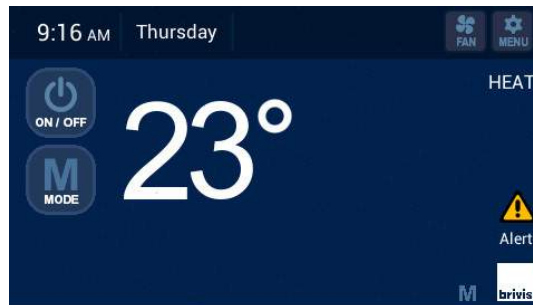 9:16 AM Thursday
FAN MENU
ON / OFF
23°
HEAT
M
MODE
Alert
M
brivis